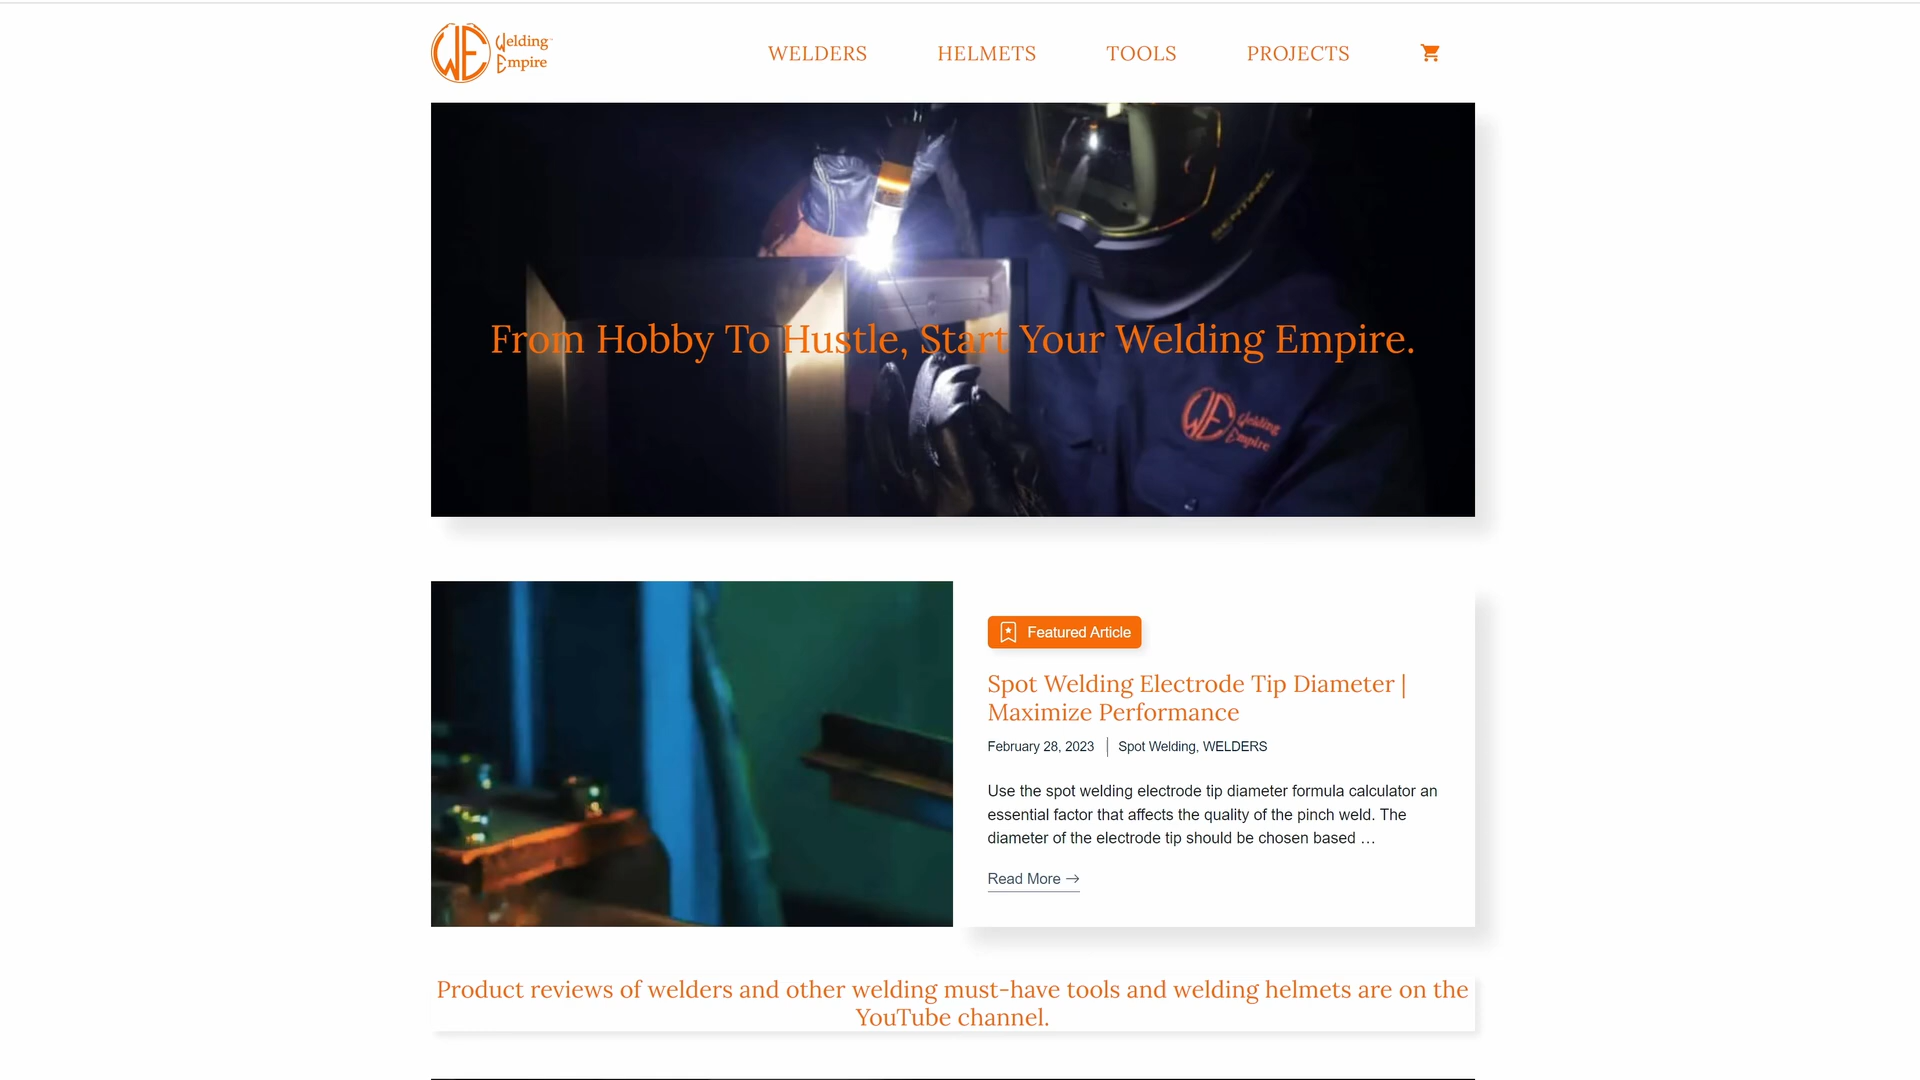 Welding
Empire
WELDERS
HELMETS
TOOLS
PROJECTS
SENTINEL
From Hobby To Hustle, Start Your Welding Empire.
WE Welding
Empire
Featured Article
Spot Welding Electrode Tip Diameter |
Maximize Performance
February 28, 2023 | Spot Welding, WELDERS
Use the spot welding electrode tip diameter formula calculator an
essential factor that affects the quality of the pinch weld. The
diameter of the electrode tip should be chosen based …
Read More →
Product reviews of welders and other welding must-have tools and welding helmets are on the
YouTube channel.